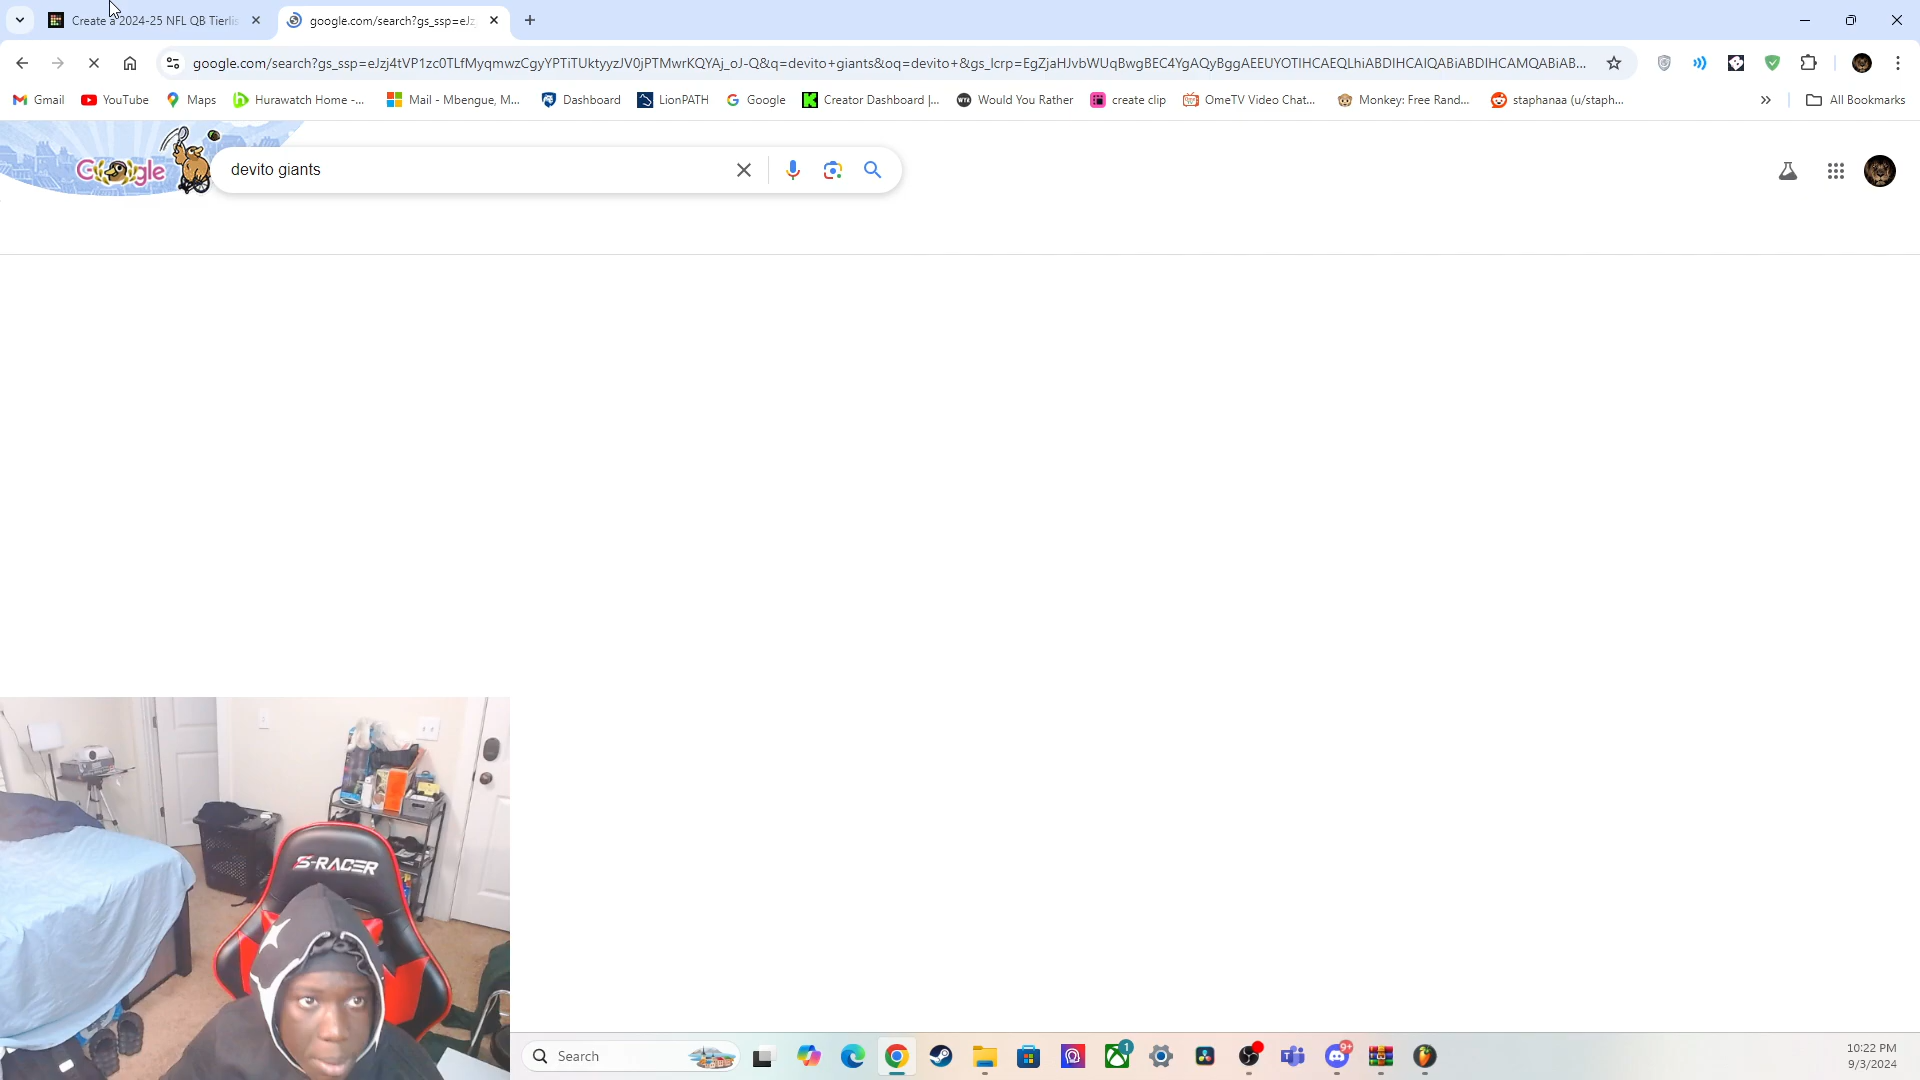 Create a 2024-25 NFL QB Tierlis
google.com/search?gs_ssp=eJz
google.com/search?gs_ssp=eJzj4tVP1zc0TLfMyqmwzCgyYPTiTUktyyzJV0jPTMwrKQYAj_oJ-Q&q=devito+giants&oq=devito+&gs_lcrp=EgZjaHJvbWUqBwgBEC4YgAQyBggAEEUYOTIHCAEQLhiABDIHCAIQABiABDIHCAMQABiAB...
Gmail
YouTube
Maps
Hurawatch Home -...
Mail - Mbengue, M...
Dashboard
LionPATH
Google
Creator Dashboard |...
Would You Rather
create clip
OmeTV Video Chat...
Monkey: Free Rand...
staphanaa (u/staph...
All Bookmarks
Google
devito giants
S-RACER
Search
1
9+
10:22 PM
9/3/2024